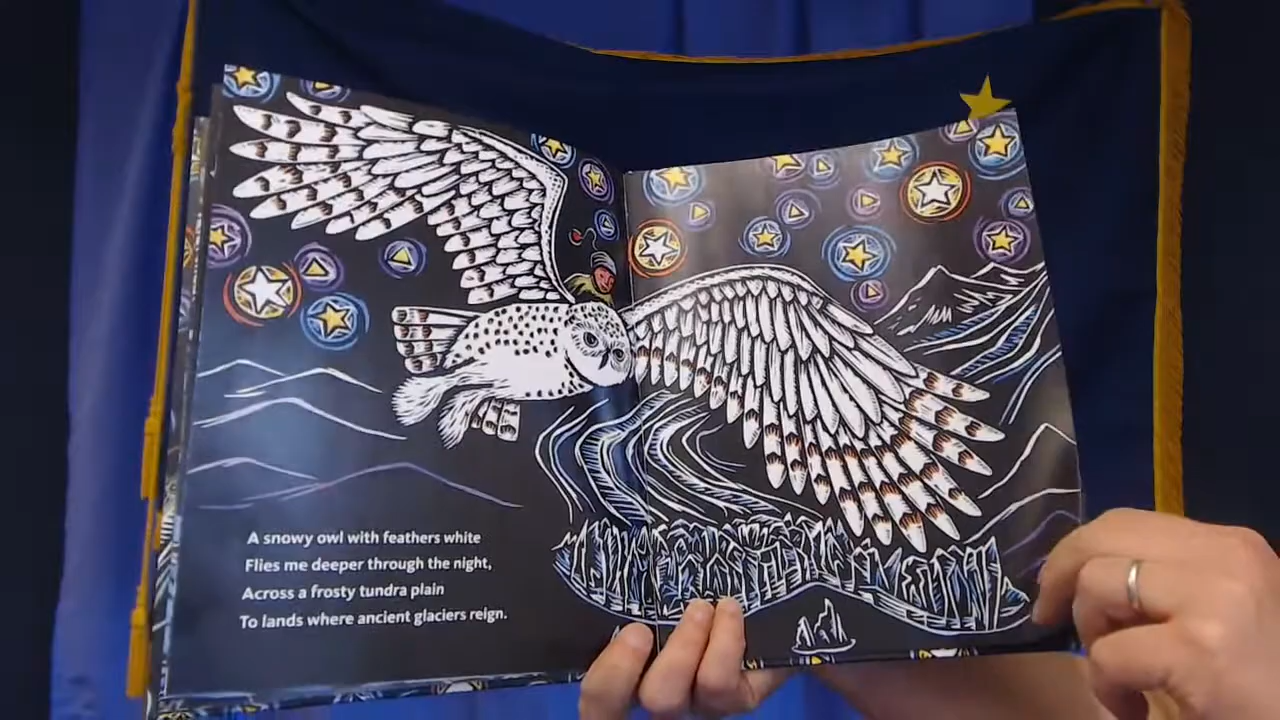 A snowy owl with feathers white
Flies me deeper through the night,
Across a frosty tundra plain
To lands where ancient glaciers reign.